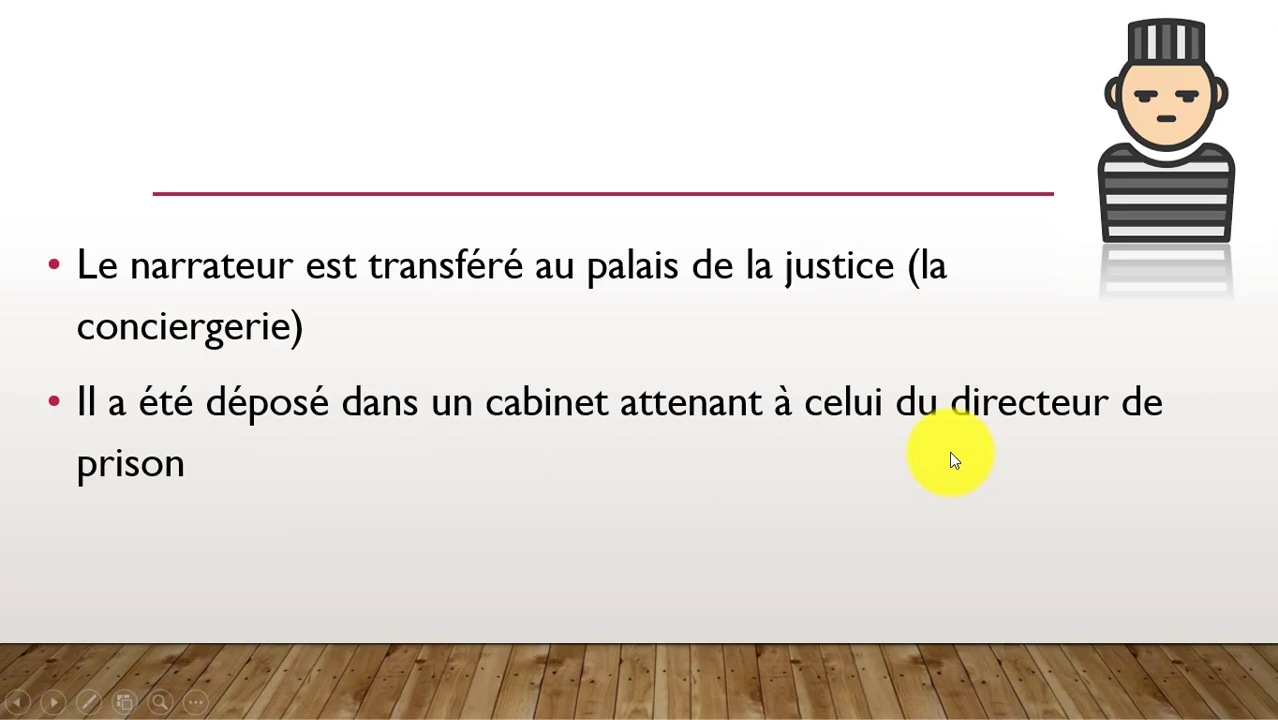 • Le narrateur est transféré au palais de la justice (la
conciergerie)
• Il a été déposé dans un cabinet attenant à celui du directeur de
prison